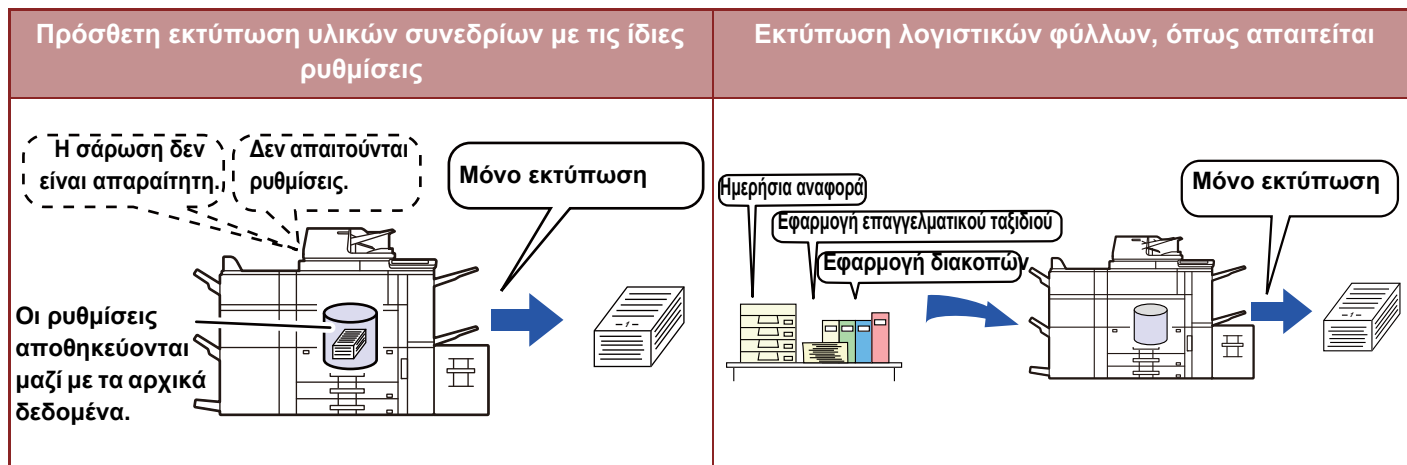 Πρόσθετη εκτύπωση υλικών συνεδρίων με τις ίδιες
ρυθμίσεις
Η σάρωση δεν
είναι απαραίτητη.
Δεν απαιτούνται
ρυθμίσεις.
Μόνο εκτύπωση
Οι ρυθμίσεις
αποθηκεύονται
μαζί με τα αρχικά
δεδομένα.
-1-
Εκτύπωση λογιστικών φύλλων, όπως απαιτείται
Ημερήσια αναφορά
Εφαρμογή επαγγελματικού ταξιδιού
Εφαρμογή διακοπών
Μόνο εκτύπωση
-1-